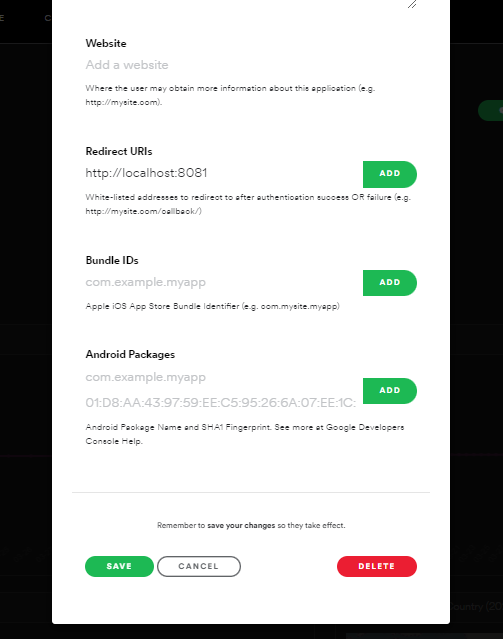 Website
Add a website
Where the user may obtain more information about this application (e.g.
http://mysite.com).
Redirect URIs
http://localhost:8081
ADD
White-listed addresses to redirect to after authentication success OR failure (e.g.
http://mysite.com/callback/)
Bundle IDs
com.example.myapp
ADD
Apple iOS App Store Bundle Identifier (e.g. com.mysite.myapp)
Android Packages
com.example.myapp
ADD
01:D8:AA:43:97:59:EE:C5:95:26:6A:07:EE:1C:
Android Package Name and SHA1 Fingerprint. See more at Google Developers
Console Help.
Remember to save your changes so they take effect.
SAVE
CANCEL
DELETE